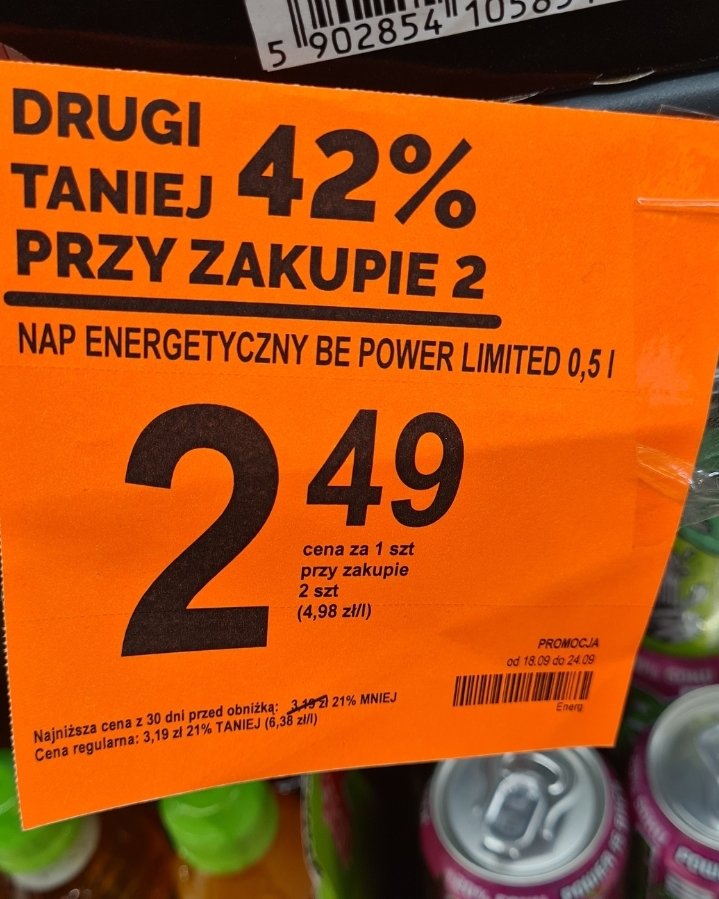 5 902854 10585
DRUGI
TANIEJ 42%
PRZY ZAKUPIE 2
NAP ENERGETYCZNY BE POWER LIMITED 0,5 l
2 49
cena za 1 szt
przy zakupie
2 szt
(4,98 zł/l)
PROMOCJA
od 18.09 do 24.09
Energ
Najniższa cena z 30 dni przed obniżką: 3,19 zł 21% MNIEJ
Cena regularna: 3,19 zł 21% TANIEJ (6,38 zł/l)
POWER
POW